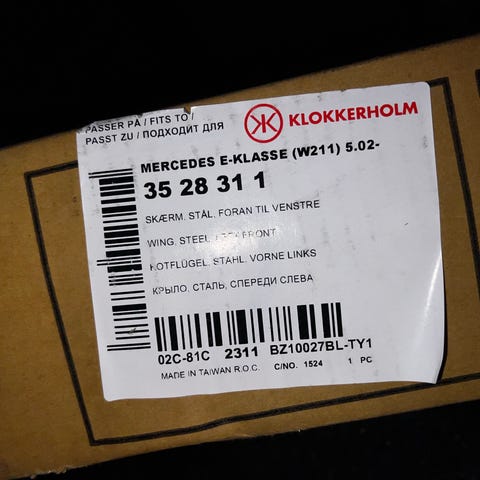 PASSER PÅ / FITS TO /
PASST ZU / ПОДХОДИТ ДЛЯ
KLOKKERHOLM
MERCEDES E-KLASSE (W211) 5.02-
35 28 31 1
SKÆRM, STÅL, FORAN TIL VENSTRE
WING, STEEL, FRONT
KOTFLÜGEL, STAHL, VORNE LINKS
КРЫЛО, СТАЛЬ, СПЕРЕДИ СЛЕВА
02C-81C 2311 BZ10027BL-TY1
MADE IN TAIWAN R.O.C. C/NO. 1524 1 PC